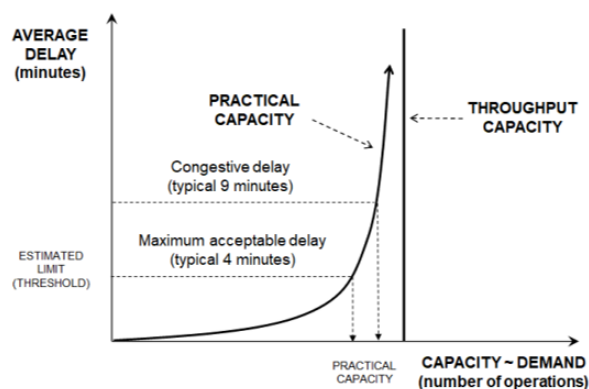 AVERAGE
DELAY
(minutes)
PRACTICAL
CAPACITY
THROUGHPUT
CAPACITY
Congestive delay
(typical 9 minutes)
Maximum acceptable delay
(typical 4 minutes)
ESTIMATED
LIMIT
(THRESHOLD)
PRACTICAL
CAPACITY
CAPACITY ~ DEMAND
(number of operations)